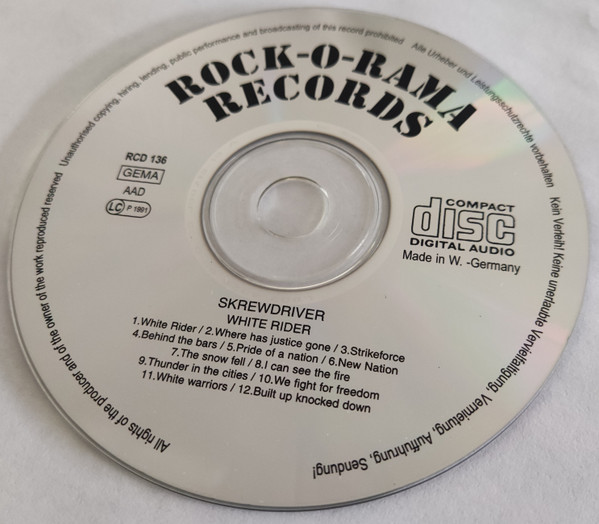 Unauthorised copying, hiring, lending, public performance and broadcasting of this record prohibited
Alle Urheber und Leistungsschutzrechte vorbehalten
Kein Verleih! Keine unerlaubte Vervielfältigung, Vermietung, Aufführung, Sendung!
All rights of the producer and of the owner of the work reproduced reserved
ROCK-O-RAMA
RECORDS
RCD 136
GEMA
AAD
LC P 1991
COMPACT
disc
DIGITAL AUDIO
Made in W. -Germany
SKREWDRIVER
WHITE RIDER
1.White Rider / 2.Where has justice gone / 3.Strikeforce
4.Behind the bars / 5.Pride of a nation / 6.New Nation
7.The snow fell / 8.I can see the fire
9.Thunder in the cities / 10.We fight for freedom
11.White warriors / 12.Built up knocked down